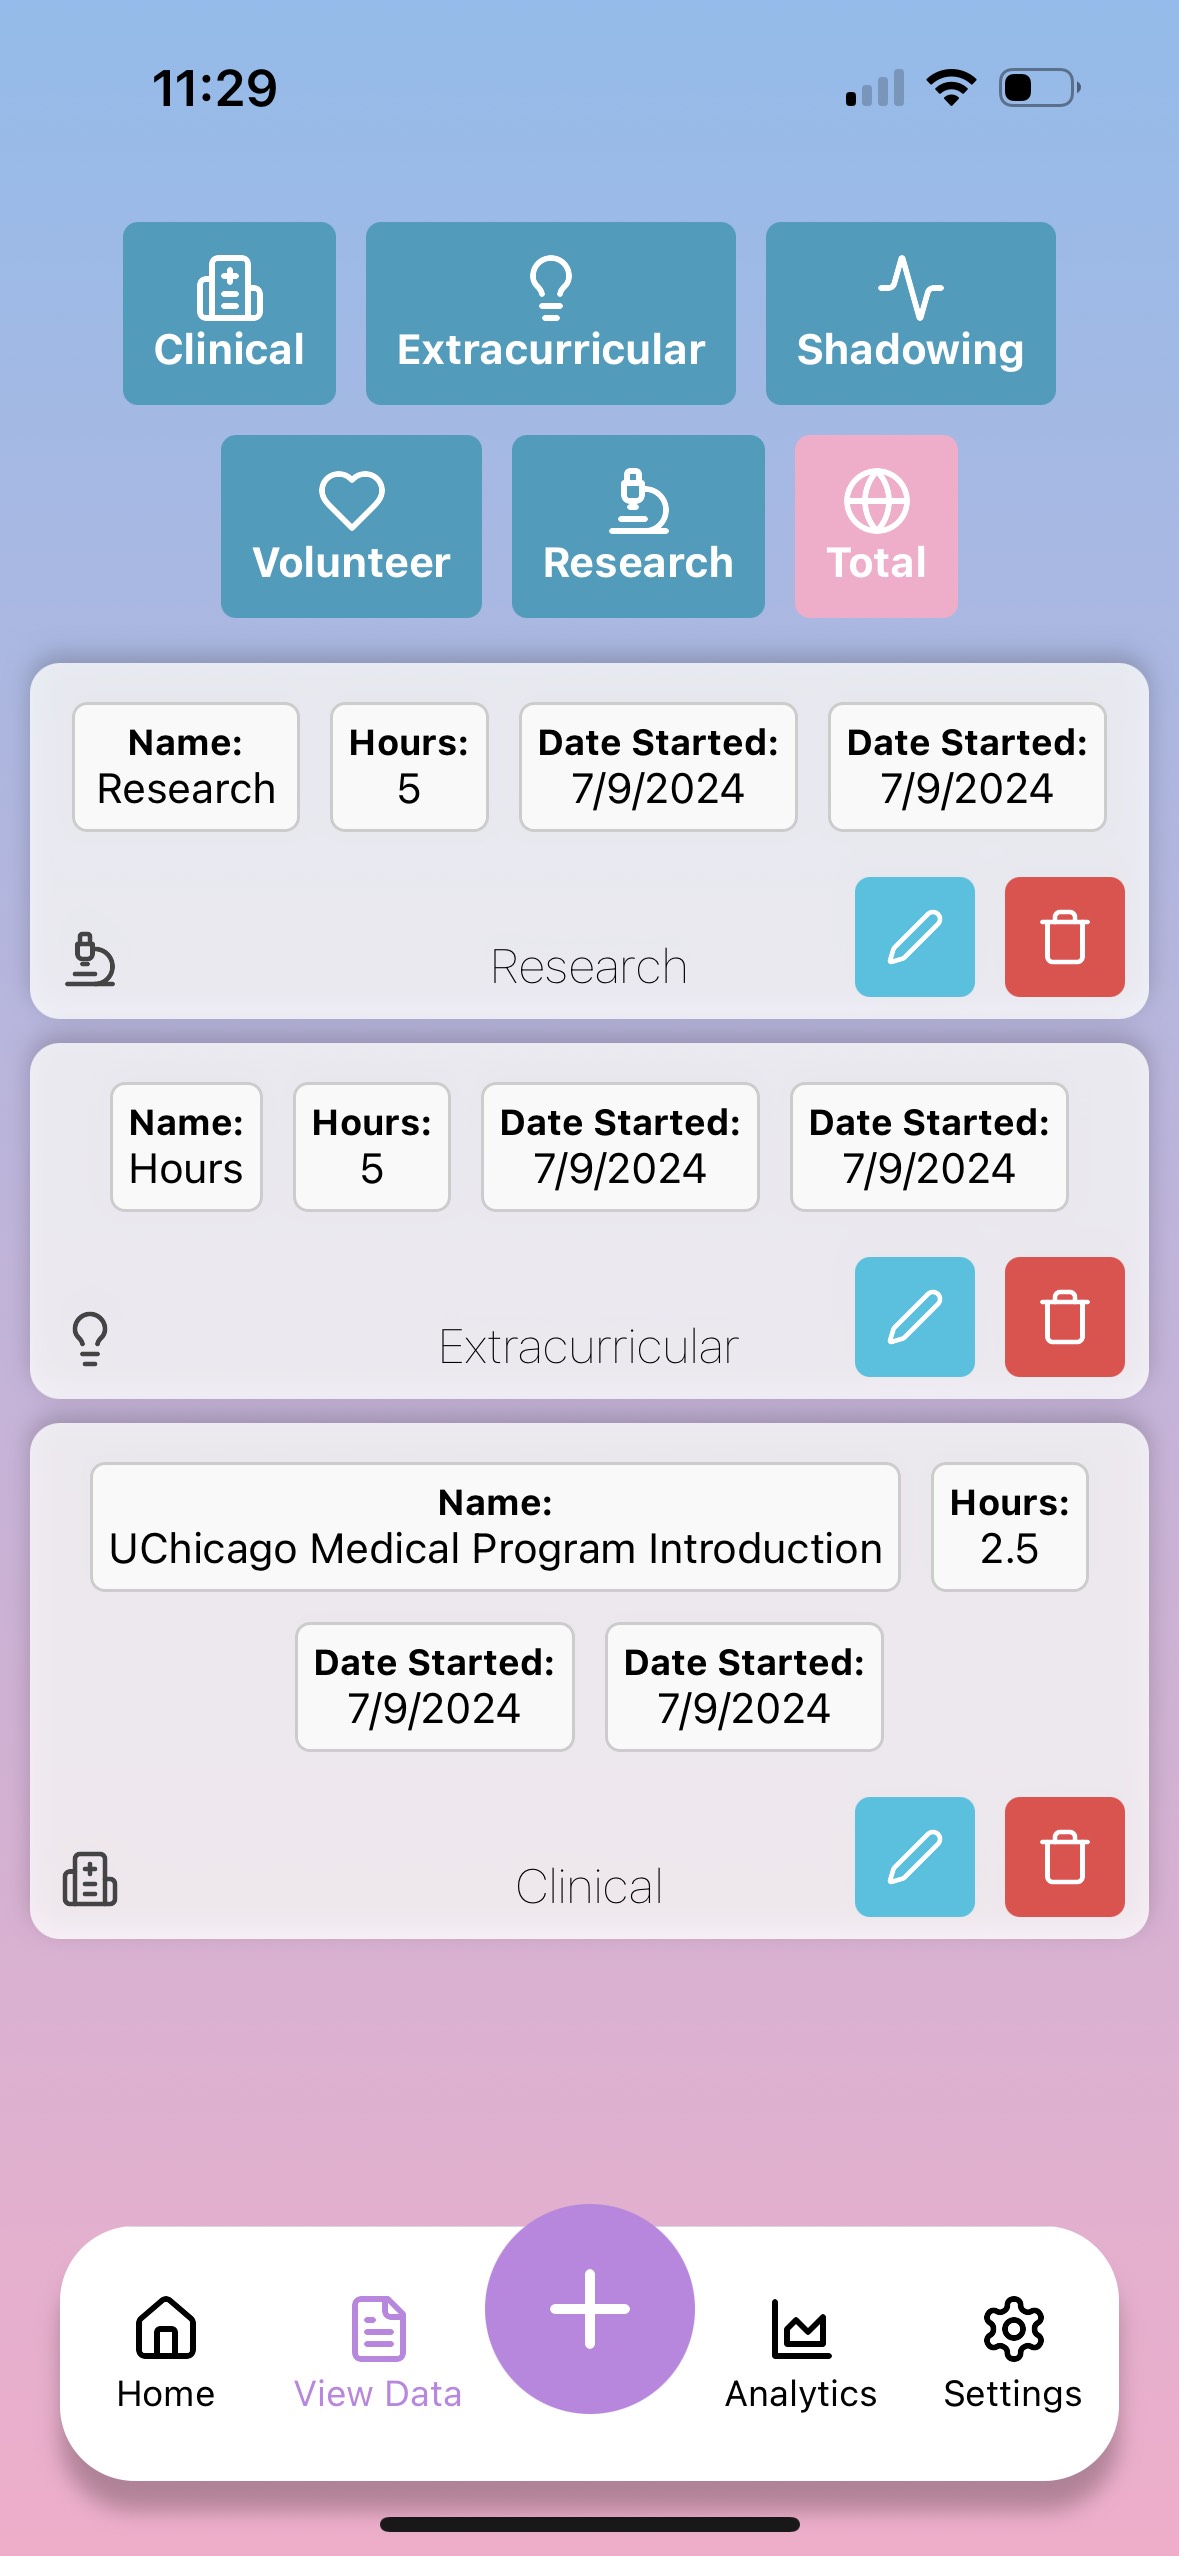 11:29
Clinical
Extracurricular
Shadowing
Volunteer
Research
Total
Name:
Research
Hours:
5
Date Started:
7/9/2024
Date Started:
7/9/2024
Research
Name:
Hours
Hours:
5
Date Started:
7/9/2024
Date Started:
7/9/2024
Extracurricular
Name:
UChicago Medical Program Introduction
Hours:
2.5
Date Started:
7/9/2024
Date Started:
7/9/2024
Clinical
Home
View Data
Analytics
Settings